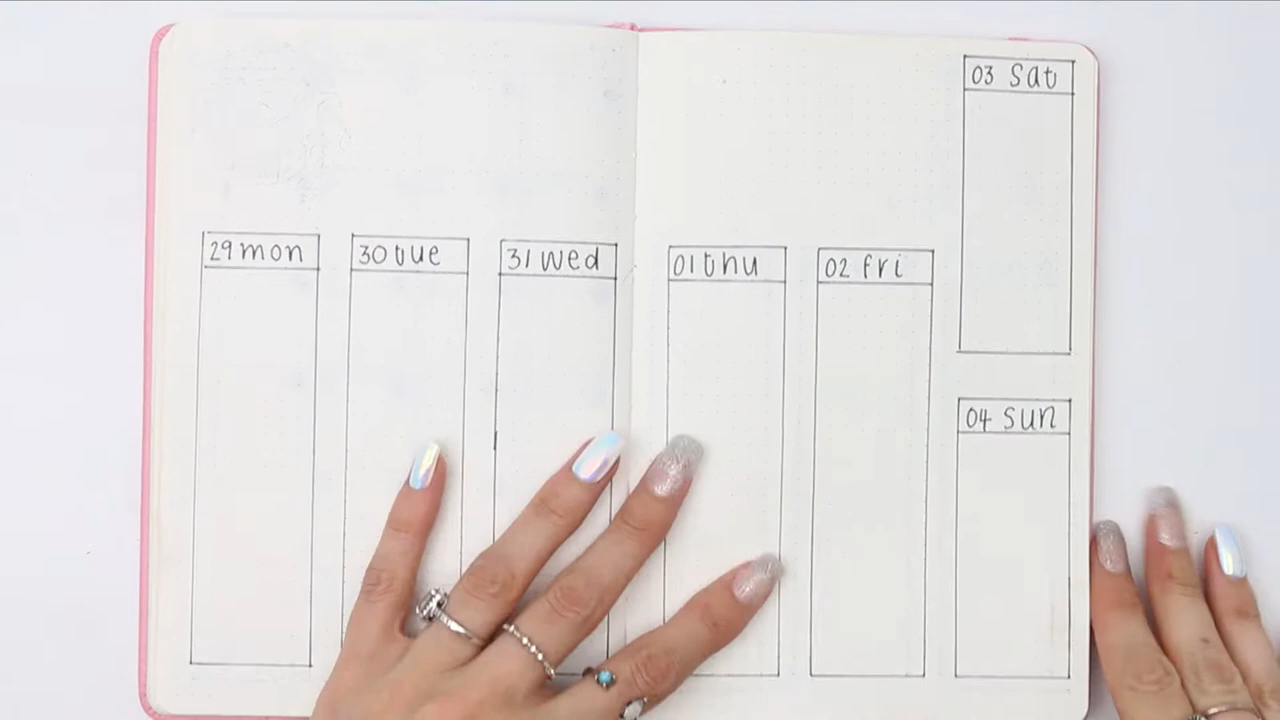 29 mon
30 tue
31 wed
01 thu
02 fri
03 sat
04 sun